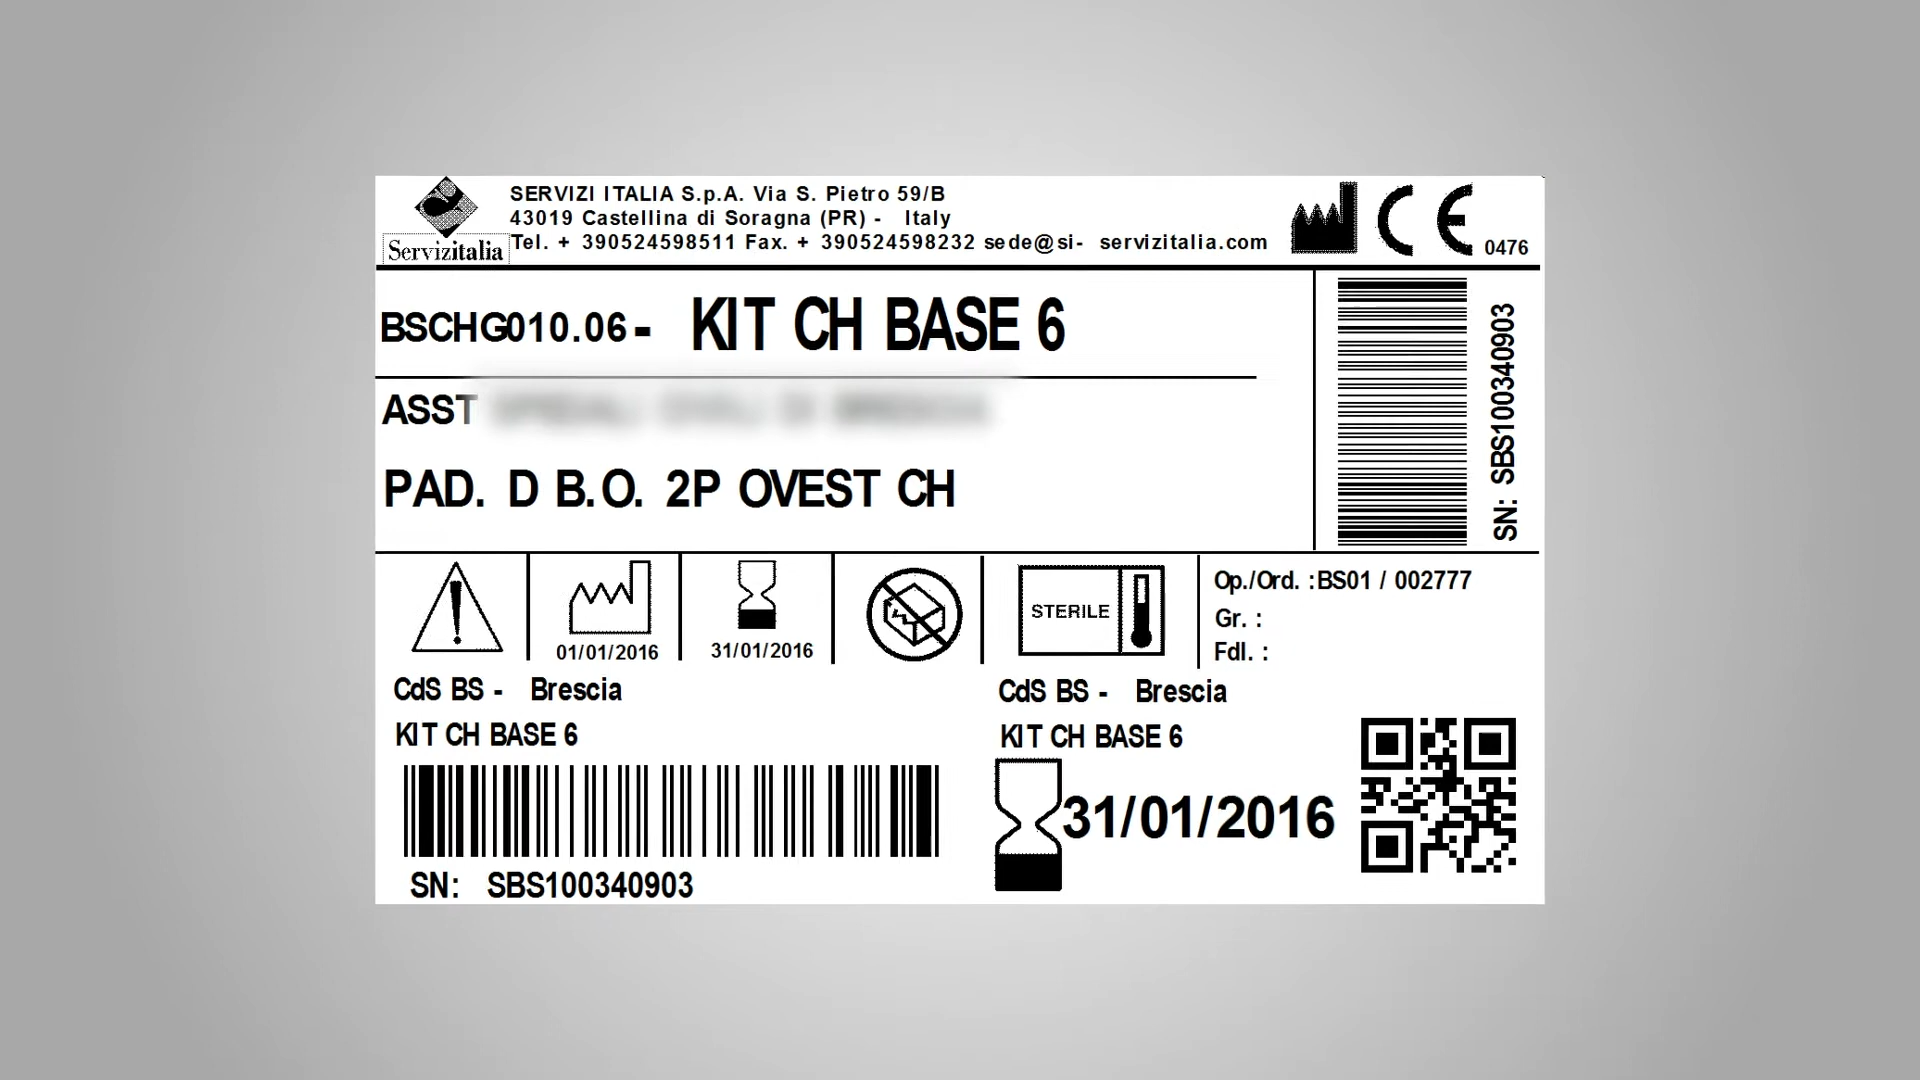 Servizitalia
SERVIZI ITALIA S.p.A. Via S. Pietro 59/B
43019 Castellina di Soragna (PR) - Italy
Tel. + 390524598511 Fax. + 390524598232 sede@si- servizitalia.com
0476
BSCHG010.06 - KIT CH BASE 6
ASST
PAD. D B.O. 2P OVEST CH
SN: SBS100340903
01/01/2016
31/01/2016
STERILE
Op./Ord. :BS01 / 002777
Gr. :
Fdl. :
CdS BS - Brescia
KIT CH BASE 6
SN: SBS100340903
CdS BS - Brescia
KIT CH BASE 6
31/01/2016